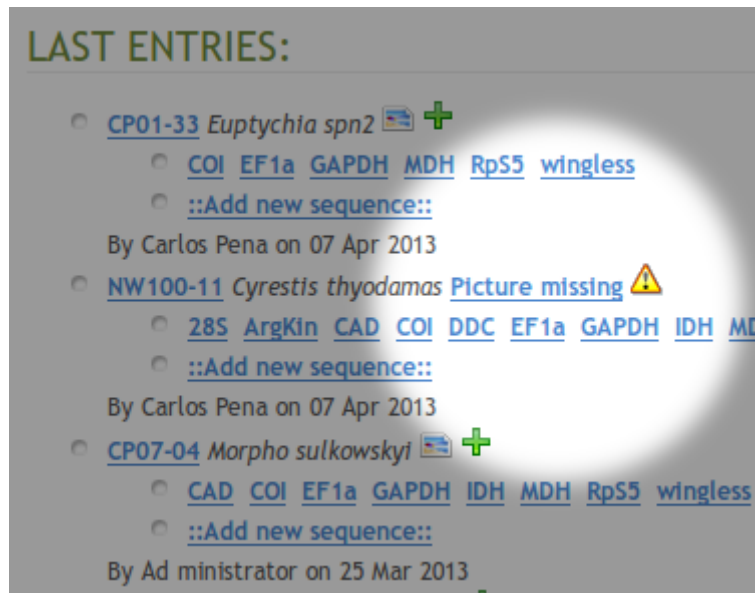 LAST ENTRIES:
CP01-33 Euptychia spn2
COI EF1a GAPDH MDH RpS5 wingless
::Add new sequence::
By Carlos Pena on 07 Apr 2013
NW100-11 Cyrestis thyodamas Picture missing
28S ArgKin CAD COI DDC EF1a GAPDH IDH MD
::Add new sequence::
By Carlos Pena on 07 Apr 2013
CP07-04 Morpho sulkowskyi
CAD COI EF1a GAPDH IDH MDH RpS5 wingless
::Add new sequence::
By Ad ministrator on 25 Mar 2013